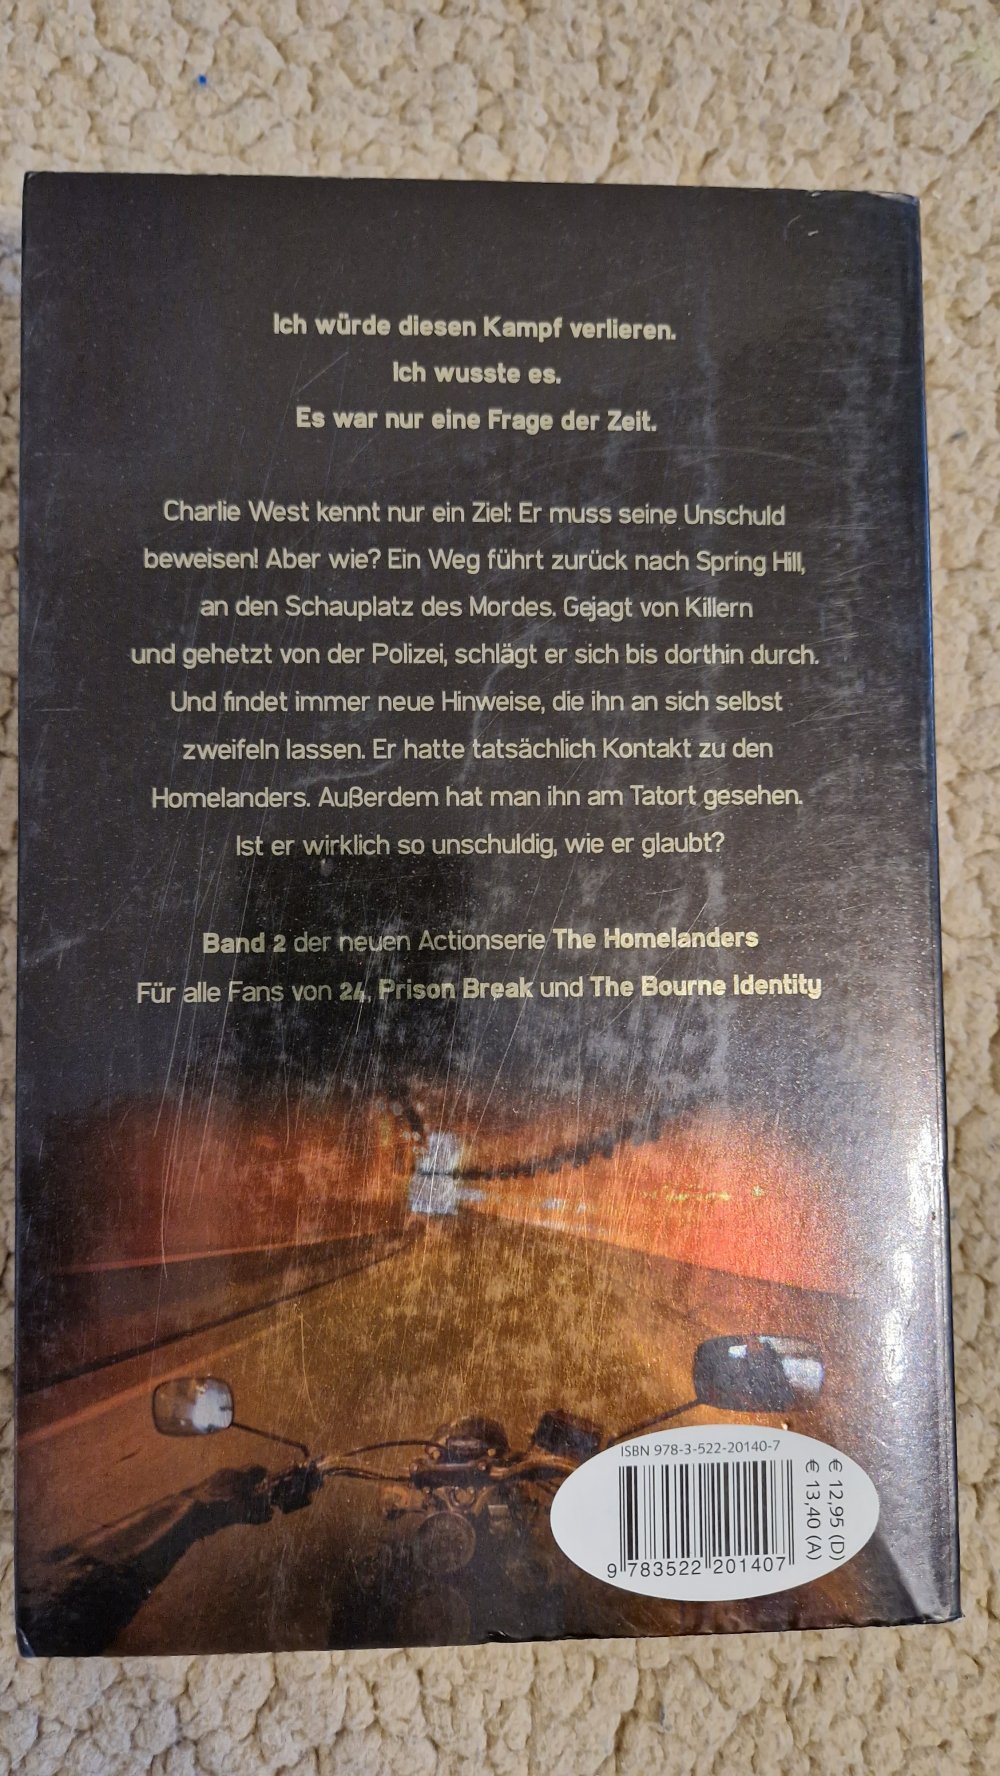 Ich würde diesen Kampf verlieren.
Ich wusste es.
Es war nur eine Frage der Zeit.
Charlie West kennt nur ein Ziel: Er muss seine Unschuld
beweisen! Aber wie? Ein Weg führt zurück nach Spring Hill,
an den Schauplatz des Mordes. Gejagt von Killern
und gehetzt von der Polizei, schlägt er sich bis dorthin durch.
Und findet immer neue Hinweise, die ihn an sich selbst
zweifeln lassen. Er hatte tatsächlich Kontakt zu den
Homelanders. Außerdem hat man ihn am Tatort gesehen.
Ist er wirklich so unschuldig, wie er glaubt?
Band 2 der neuen Actionserie The Homelanders
Für alle Fans von 24, Prison Break und The Bourne Identity
ISBN 978-3-522-20140-7
€ 12,95 (D)
€ 13,40 (A)
9 783522 201407